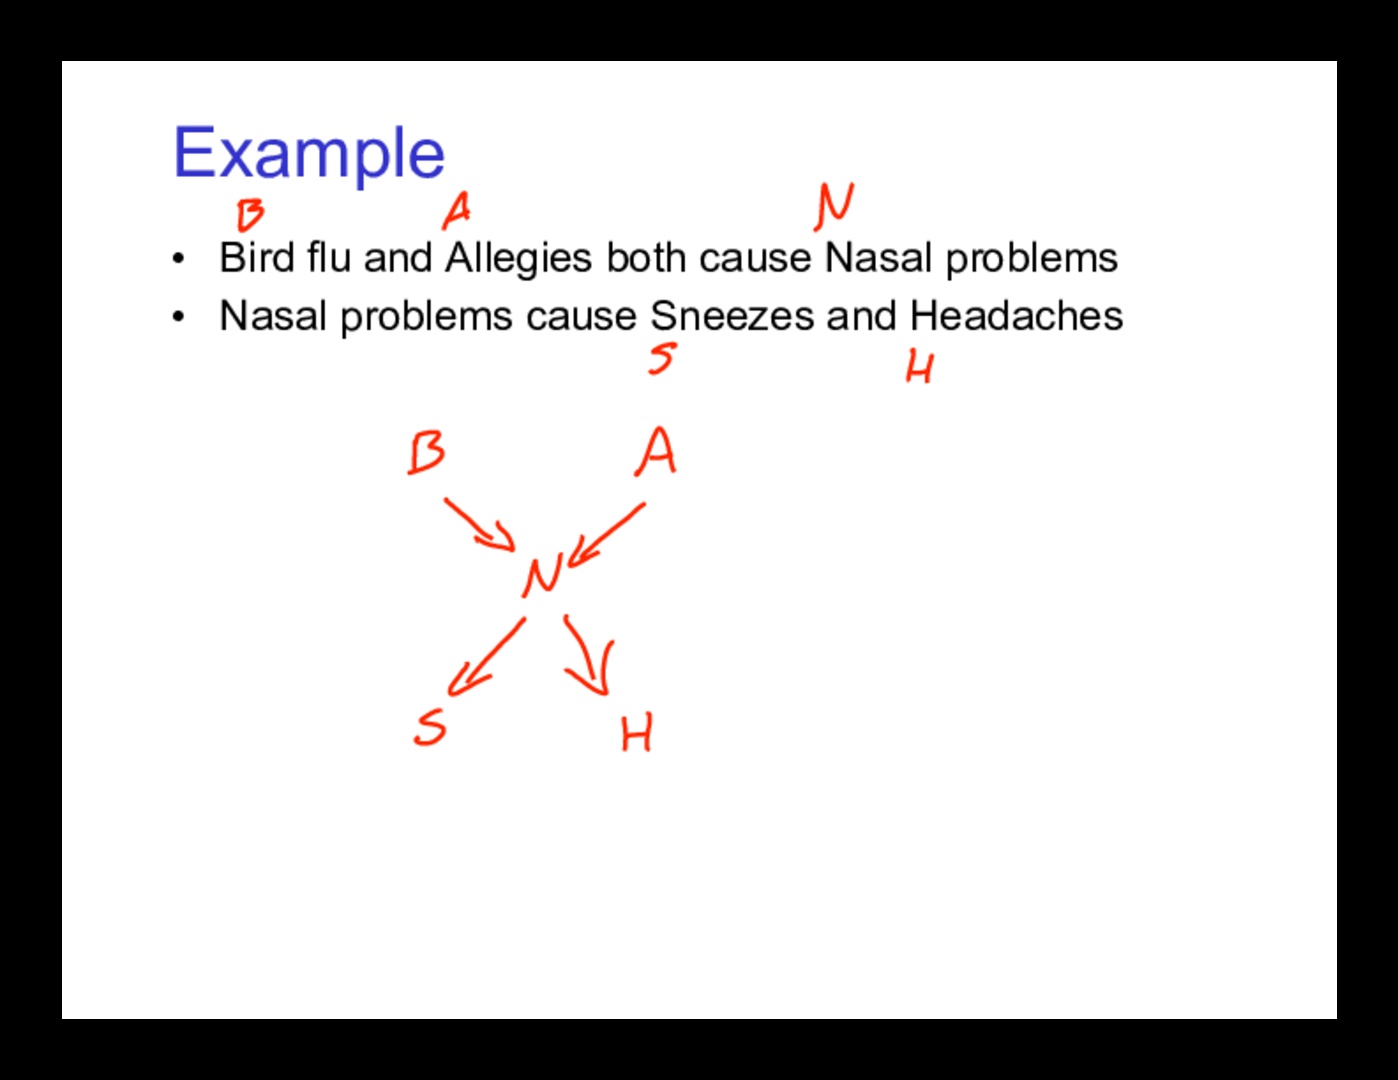 Example
B A N
• Bird flu and Allegies both cause Nasal problems
• Nasal problems cause Sneezes and Headaches
S H
B A
N
S H